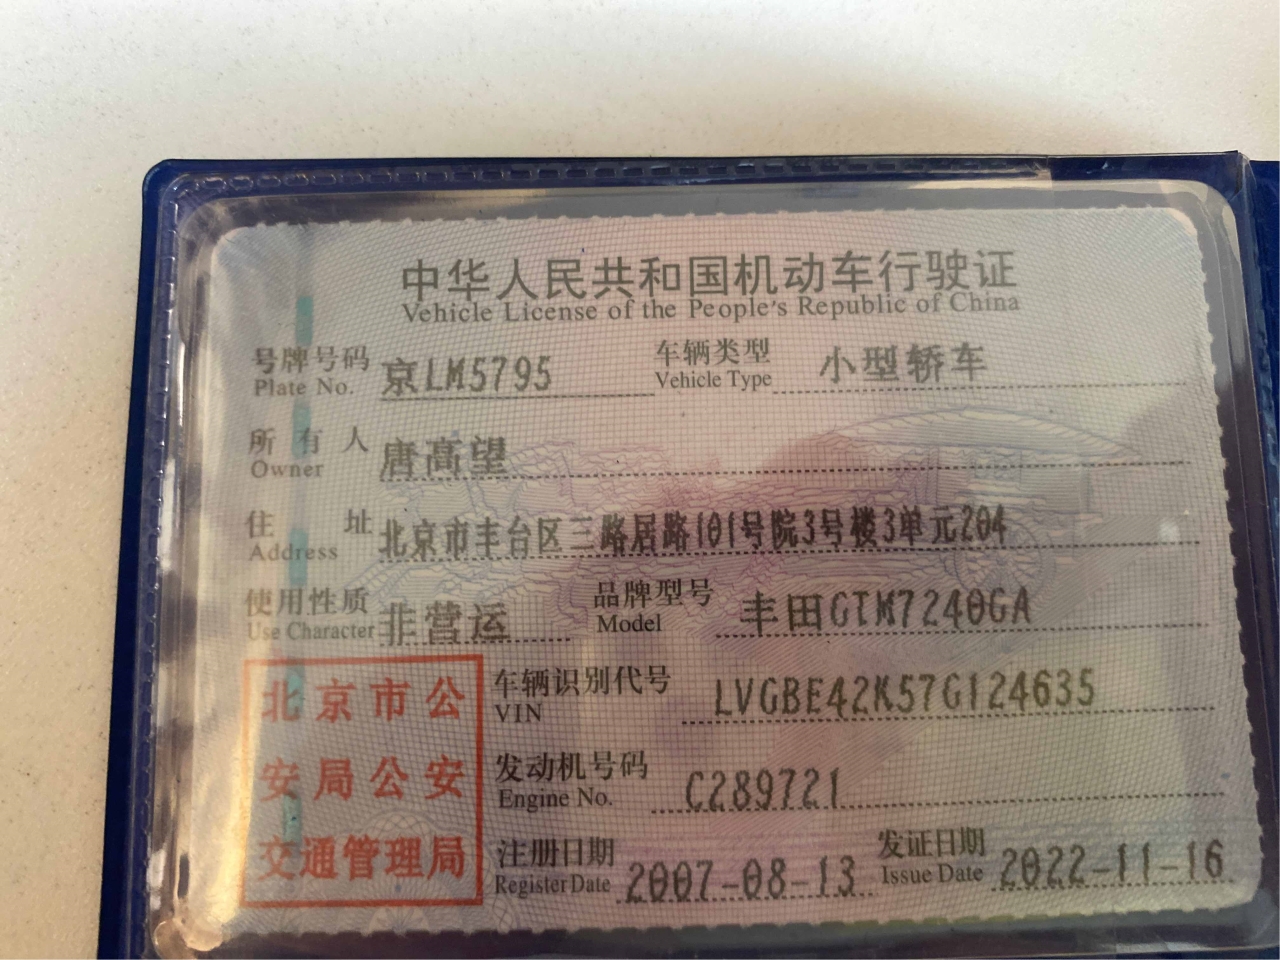 中华人民共和国机动车行驶证
Vehicle License of the People's Republic of China
号牌号码 京LM5795 车辆类型 小型轿车
Plate No. Vehicle Type
所有人 唐高望
Owner
住址 北京市丰台区三路居路101号院3号楼3单元204
Address
使用性质 非营运 品牌型号 丰田GTM7240GA
Use Character Model
车辆识别代号 LVGBE42K57G124635
VIN
发动机号码 C289721
Engine No.
注册日期 2007-08-13 发证日期 2022-11-16
Register Date Issue Date
北京市公
安局公安
交通管理局